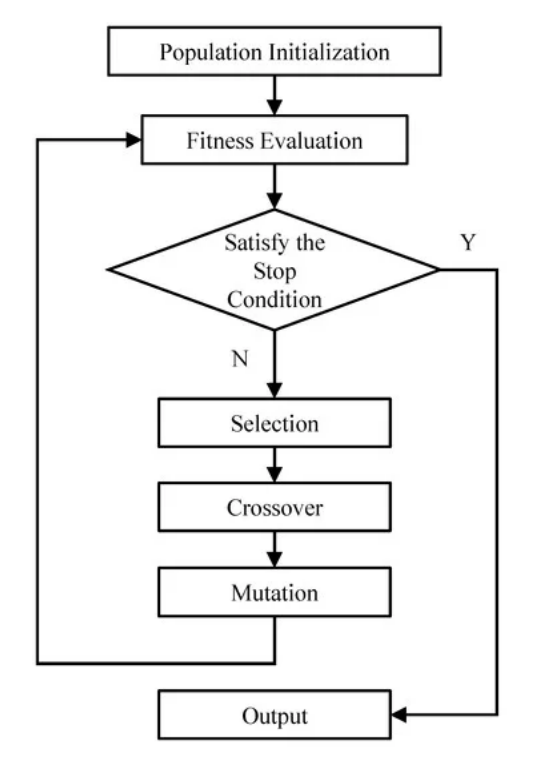 Population Initialization
Fitness Evaluation
Satisfy the
Stop
Condition
Y
N
Selection
Crossover
Mutation
Output